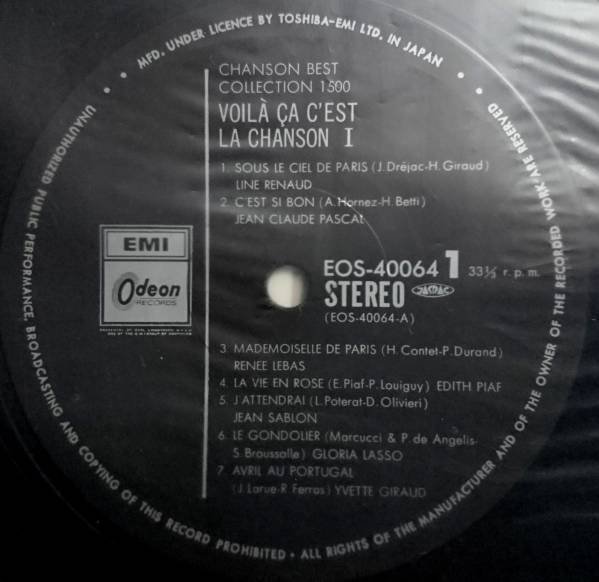 MFD. UNDER LICENCE BY TOSHIBA-EMI LTD. IN JAPAN
CHANSON BEST
COLLECTION 1500
VOILÀ ÇA C'EST
LA CHANSON I
1. SOUS LE CIEL DE PARIS (J. Dréjac-H. Giraud)
LINE RENAUD
2. C'EST SI BON (A. Hornez-H. Betti)
JEAN CLAUDE PASCAL
EMI
Odeon
RECORDS
EOS-40064 1 33⅓ r. p. m.
STEREO JASRAC
(EOS-40064-A)
3. MADEMOISELLE DE PARIS (H. Contet-P. Durand)
RENEE LEBAS
4. LA VIE EN ROSE (E. Piaf-P. Louiguy) EDITH PIAF
5. J'ATTENDRAI (L. Poterat-D. Olivieri)
JEAN SABLON
6. LE GONDOLIER (Marcucci & P. de Angelis-
S. Broussolle) GLORIA LASSO
7. AVRIL AU PORTUGAL
(J. Larue-R. Ferrao) YVETTE GIRAUD
UNAUTHORIZED PUBLIC PERFORMANCE, BROADCASTING AND COPYING OF THIS RECORD PROHIBITED • ALL RIGHTS OF THE MANUFACTURER AND OF THE OWNER OF THE RECORDED WORK ARE RESERVED